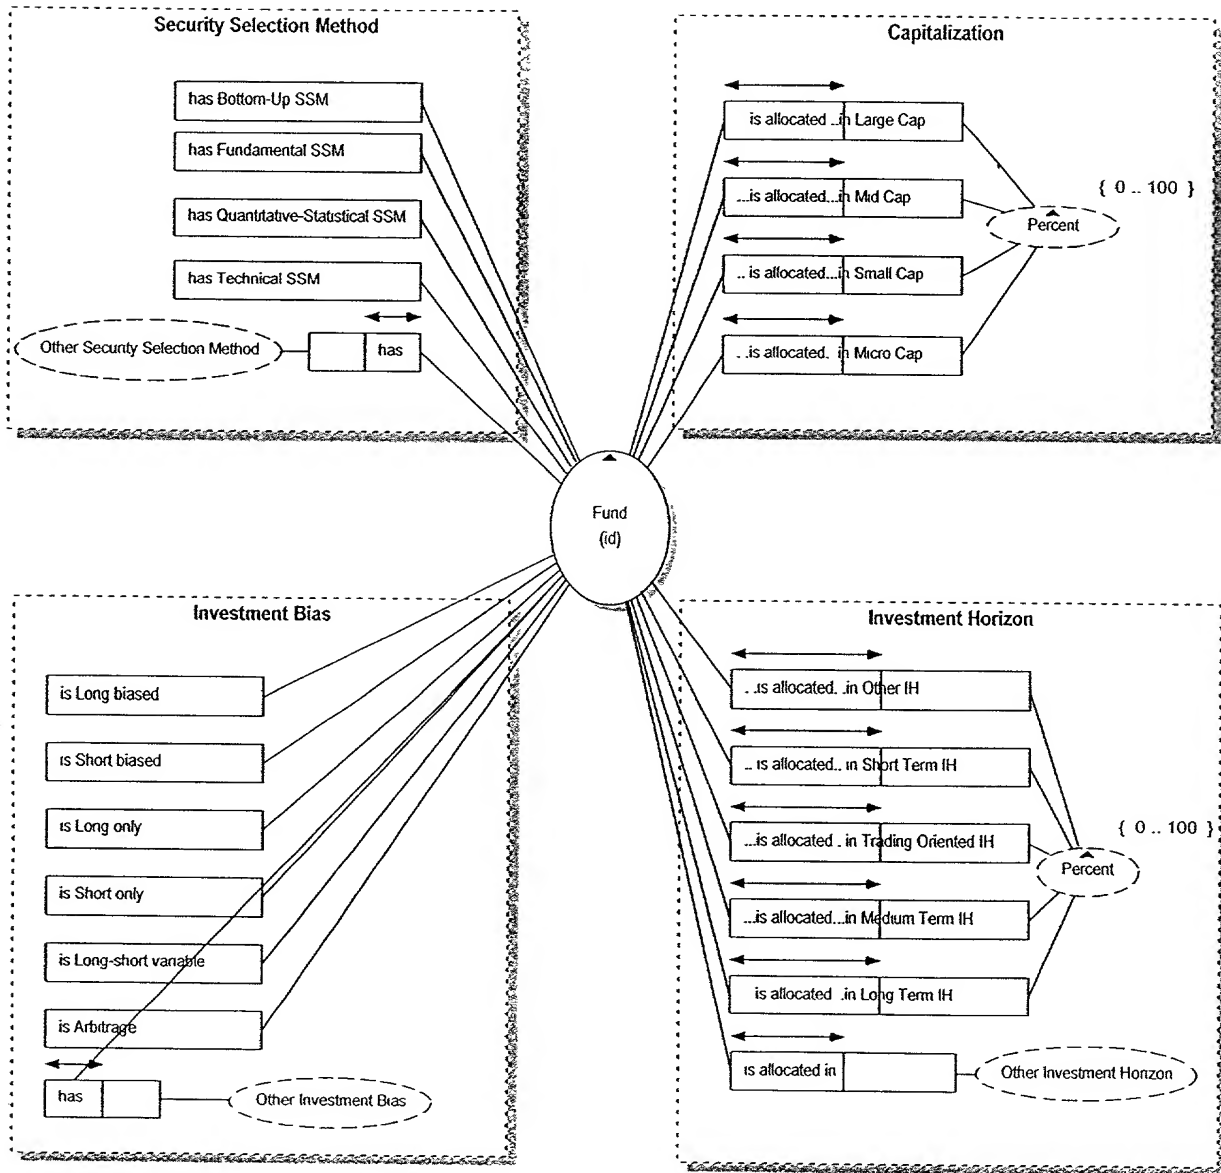 Security Selection Method
has Bottom-Up SSM
has Fundamental SSM
has Quantitative-Statistical SSM
has Technical SSM
Other Security Selection Method
has
Capitalization
is allocated ...in Large Cap
...is allocated...in Mid Cap
.. is allocated...in Small Cap
...is allocated. in Micro Cap
{ 0 .. 100 }
Percent
Fund
(id)
Investment Bias
is Long biased
is Short biased
is Long only
is Short only
is Long-short variable
is Arbitrage
has
Other Investment Bias
Investment Horizon
... is allocated. .in Other IH
... is allocated... in Short Term IH
...is allocated . in Trading Oriented IH
...is allocated...in Medium Term IH
is allocated .in Long Term IH
is allocated in
{ 0 .. 100 }
Percent
Other Investment Horizon